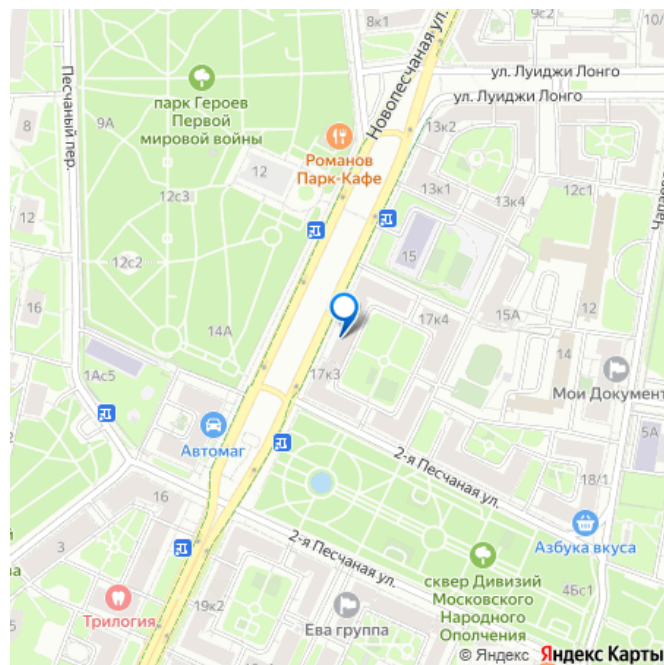 8к1
9с2
ул. Луиджи Лонго
ул. Луиджи Лонго
Новопесчаная ул.
Песчаный пер.
парк Героев
Первой
мировой войны
9А
8
13к2
Романов
Парк-Кафе
12
12с3
13к1
12с1
13к4
Чапаевс
12
15
12с2
16
14А
17к4
15А
12
14
1Ас5
17к3
Мои Документ
Автомаг
2-я Песчаная ул.
5А
18/1
16
Азбука вкуса
3
2-я Песчаная ул.
сквер Дивизий
Московского
Народного
Ополчения
4Бс1
Трилогия
19к2
Ева группа
© Яндекс Яндекс Карты